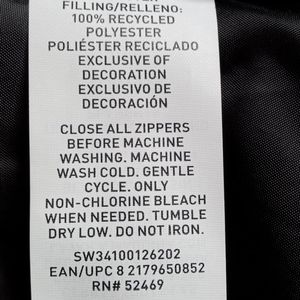 FILLING/RELLENO:
100% RECYCLED
POLYESTER
POLIÉSTER RECICLADO
EXCLUSIVE OF
DECORATION
EXCLUSIVO DE
DECORACIÓN
CLOSE ALL ZIPPERS
BEFORE MACHINE
WASHING. MACHINE
WASH COLD. GENTLE
CYCLE. ONLY
NON-CHLORINE BLEACH
WHEN NEEDED. TUMBLE
DRY LOW. DO NOT IRON.
SW34100126202
EAN/UPC 8 2179650852
RN# 52469